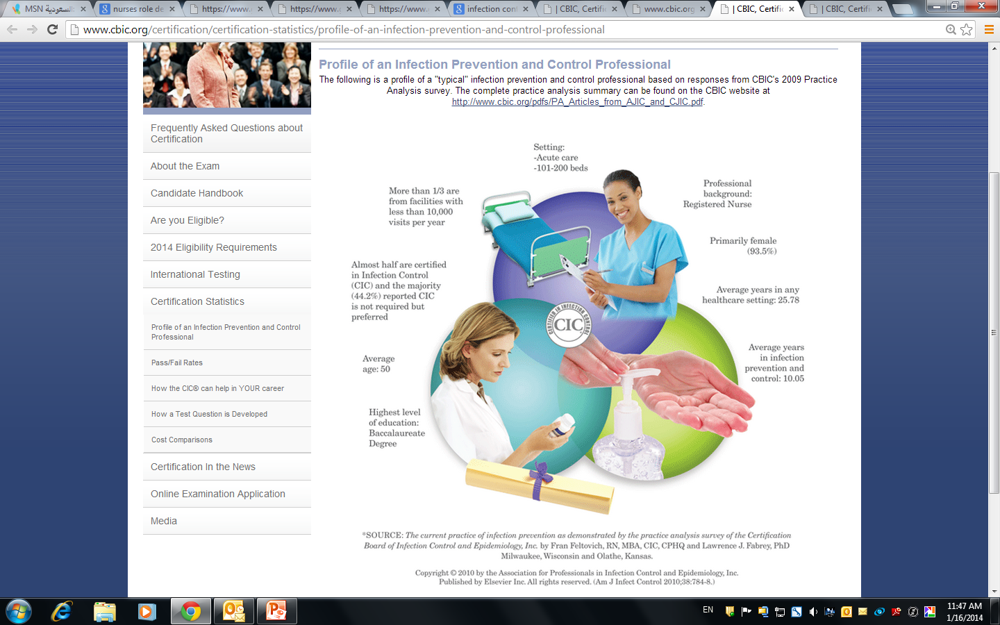 MSN السعودية
nurses role de
https://www.
https://www.
https://www.
infection con
| CBIC, Certifi
www.cbic.org
| CBIC, Certific
| CBIC, Certifi
www.cbic.org/certification/certification-statistics/profile-of-an-infection-prevention-and-control-professional
Profile of an Infection Prevention and Control Professional
The following is a profile of a "typical" infection prevention and control professional based on responses from CBIC's 2009 Practice
Analysis survey. The complete practice analysis summary can be found on the CBIC website at
http://www.cbic.org/pdfs/PA_Articles_from_AJIC_and_CJIC.pdf.
Frequently Asked Questions about
Certification
About the Exam
Candidate Handbook
Are you Eligible?
2014 Eligibility Requirements
International Testing
Certification Statistics
Profile of an Infection Prevention and Control
Professional
Pass/Fail Rates
How the CIC® can help in YOUR career
How a Test Question is Developed
Cost Comparisons
Certification In the News
Online Examination Application
Media
Setting:
-Acute care
-101-200 beds
More than 1/3 are
from facilities with
less than 10,000
visits per year
Professional
background:
Registered Nurse
Primarily female
(93.5%)
Almost half are certified
in Infection Control
(CIC) and the majority
(44.2%) reported CIC
is not required but
preferred
Average years in any
healthcare setting: 25.78
CERTIFIED IN INFECTION CONTROL
CIC
Average
age: 50
Average years
in infection
prevention and
control: 10.05
Highest level
of education:
Baccalaureate
Degree
*SOURCE: The current practice of infection prevention as demonstrated by the practice analysis survey of the Certification
Board of Infection Control and Epidemiology, Inc. by Fran Feltovich, RN, MBA, CIC, CPHQ and Lawrence J. Fabrey, PhD
Milwaukee, Wisconsin and Olathe, Kansas.
Copyright © 2010 by the Association for Professionals in Infection Control and Epidemiology, Inc.
Published by Elsevier Inc. All rights reserved. (Am J Infect Control 2010;38:784-8.)
EN
11:47 AM
1/16/2014